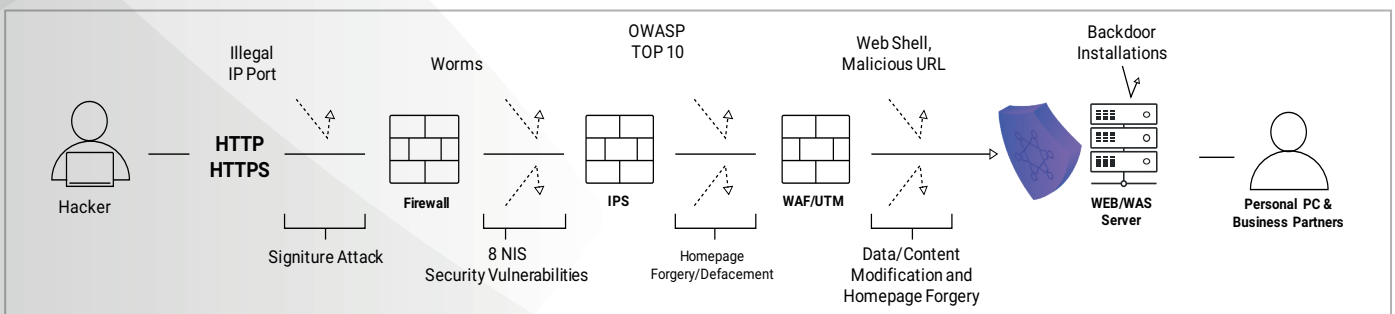 Illegal
IP Port
Worms
OWASP
TOP 10
Web Shell,
Malicious URL
Backdoor
Installations
Hacker
HTTP
HTTPS
Firewall
IPS
WAF/UTM
WEB/WAS
Server
Personal PC &
Business Partners
Signiture Attack
8 NIS
Security Vulnerabilities
Homepage
Forgery/Defacement
Data/Content
Modification and
Homepage Forgery